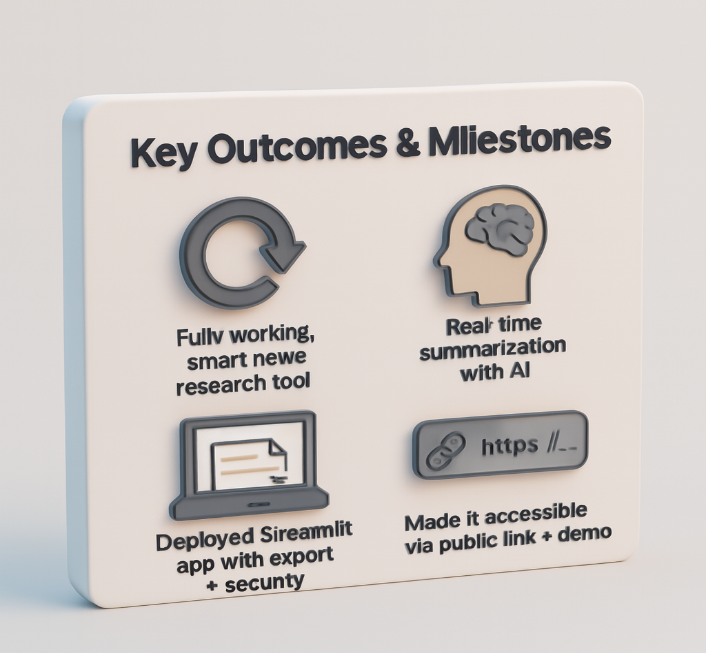 Key Outcomes & Mliestones
Fullv working,
smart newe
research tool
Real· time
summarization
with AI
https //_ _
Deployed Sireamlit
app with export
+ secunty
Made it accessible
via public link + demo